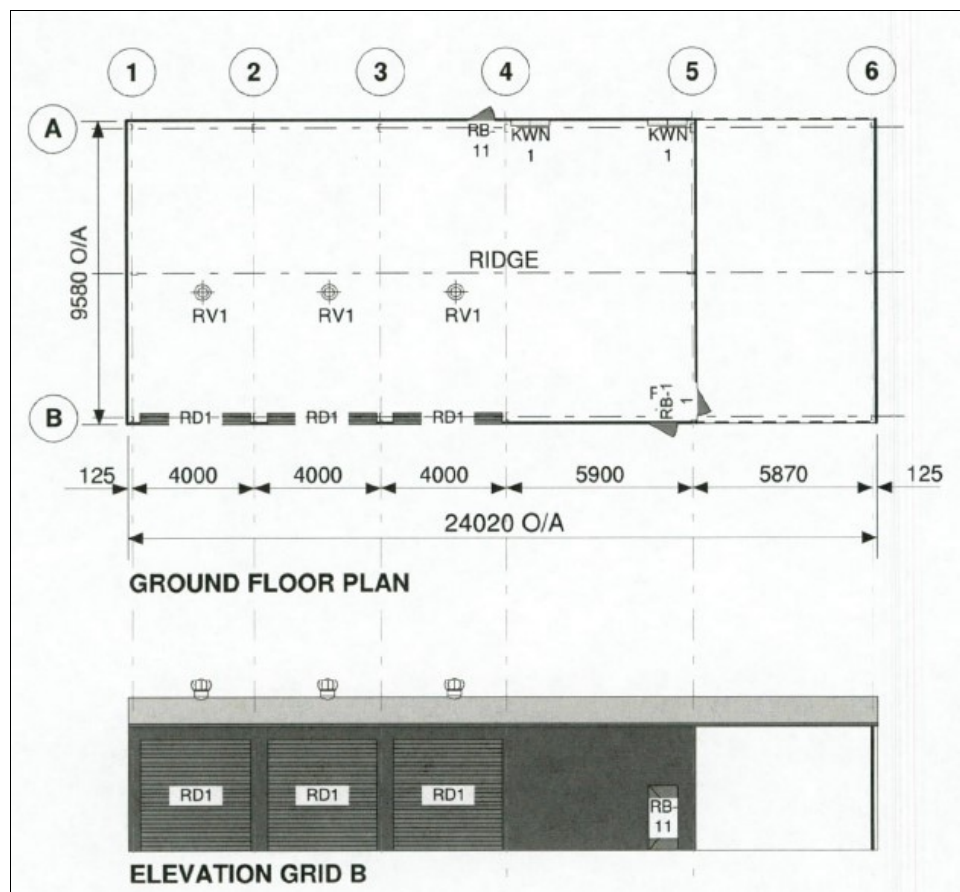 1 2 3 4 5 6
A
RB-
11
KWN
1
KWN
1
9580 O/A
RIDGE
RV1 RV1 RV1
F
RB-1
1
B
RD1 RD1 RD1
125 4000 4000 4000 5900 5870 125
24020 O/A
GROUND FLOOR PLAN
RD1 RD1 RD1
RB-
11
ELEVATION GRID B